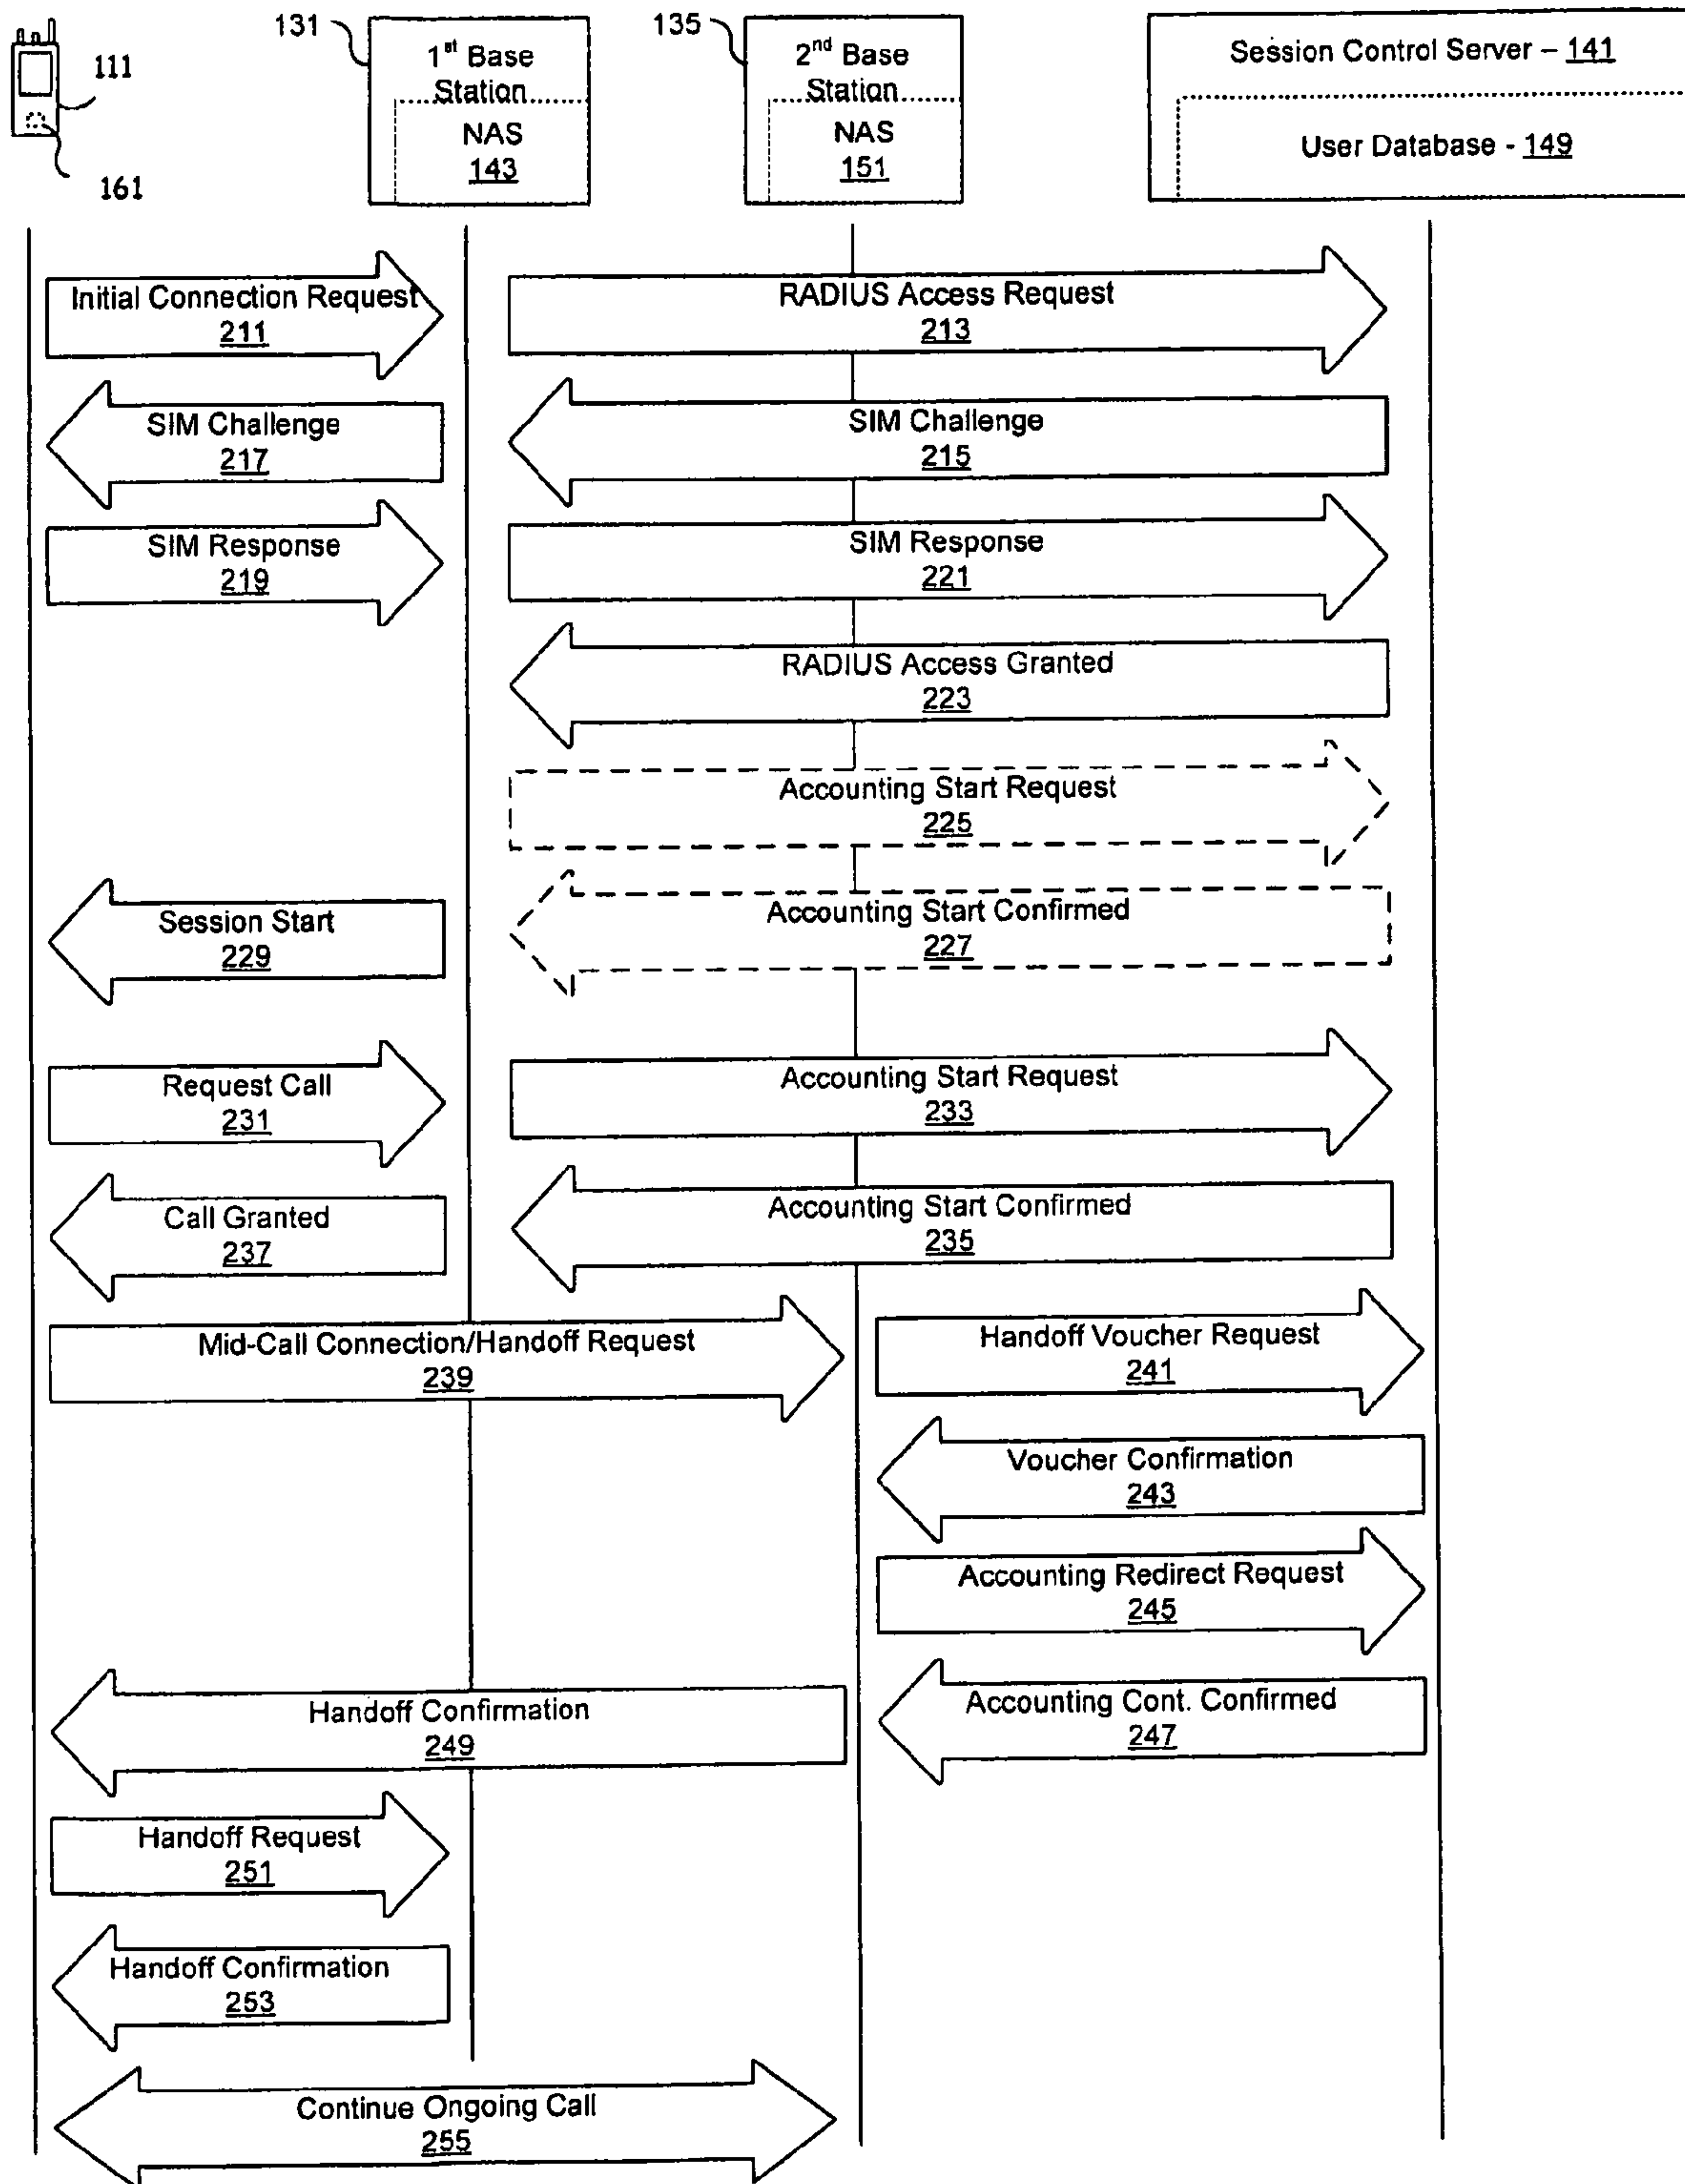 111
161
131
1st Base
Station
NAS
143
135
2nd Base
Station
NAS
151
Session Control Server – 141
User Database - 149
Initial Connection Request
211
RADIUS Access Request
213
SIM Challenge
217
SIM Challenge
215
SIM Response
219
SIM Response
221
RADIUS Access Granted
223
Accounting Start Request
225
Session Start
229
Accounting Start Confirmed
227
Request Call
231
Accounting Start Request
233
Call Granted
237
Accounting Start Confirmed
235
Mid-Call Connection/Handoff Request
239
Handoff Voucher Request
241
Voucher Confirmation
243
Accounting Redirect Request
245
Handoff Confirmation
249
Accounting Cont. Confirmed
247
Handoff Request
251
Handoff Confirmation
253
Continue Ongoing Call
255